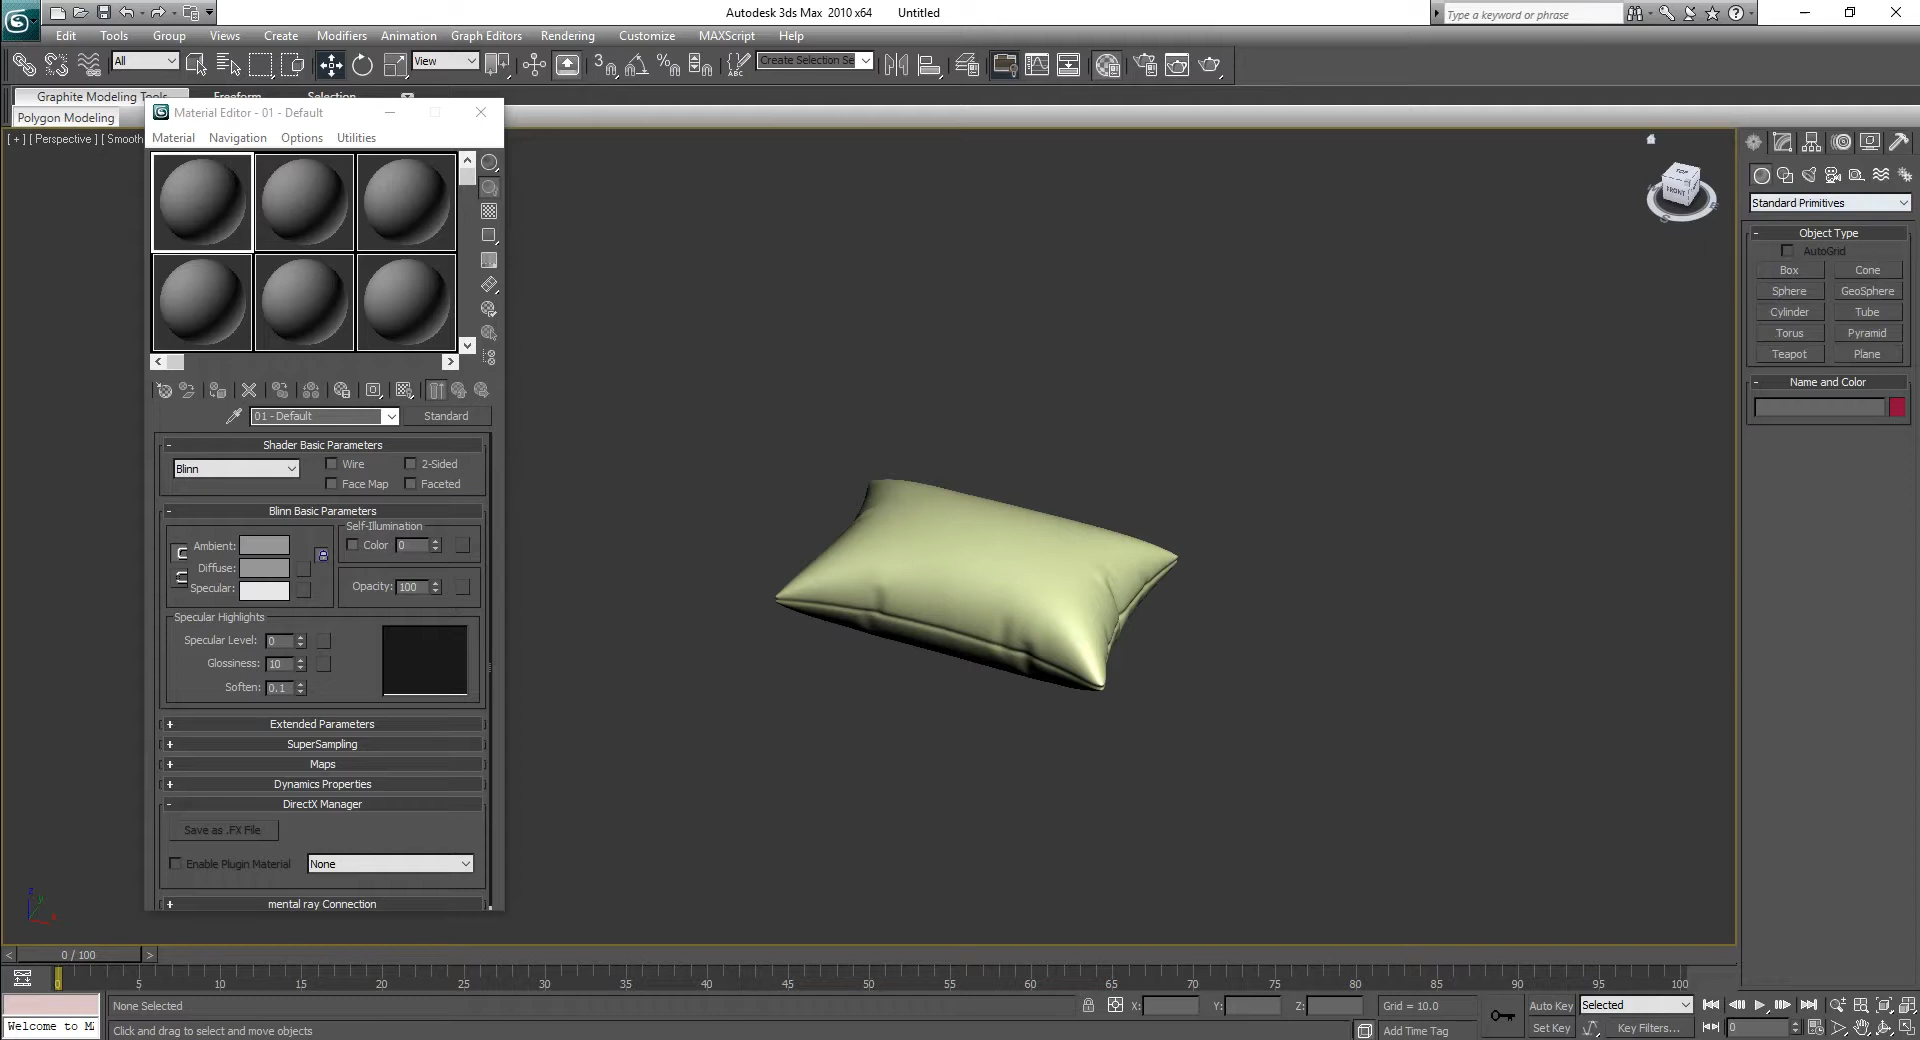 Autodesk 3ds Max 2010 x64 Untitled
Type a keyword or phrase
Edit Tools Group Views Create Modifiers Animation Graph Editors Rendering Customize MAXScript Help
All
View
Create Selection Se
Graphite Modeling Tools Freeform Selection
Polygon Modeling
[ + ] [ Perspective ] [ Smooth
Material Editor - 01 - Default
Material Navigation Options Utilities
01 - Default
Standard
Shader Basic Parameters
Blinn
Wire
2-Sided
Face Map
Faceted
Blinn Basic Parameters
Self-Illumination
Ambient:
Color 0
Diffuse:
Specular:
Opacity: 100
Specular Highlights
Specular Level: 0
Glossiness: 10
Soften: 0.1
Extended Parameters
SuperSampling
Maps
Dynamics Properties
DirectX Manager
Save as .FX File
Enable Plugin Material
None
mental ray Connection
TOP
FRONT
S
Standard Primitives
Object Type
AutoGrid
Box Cone
Sphere GeoSphere
Cylinder Tube
Torus Pyramid
Teapot Plane
Name and Color
z
y
x
0 / 100
0 5 10 15 20 25 30 35 40 45 50 55 60 65 70 75 80 85 90 95 100
None Selected
X: Y: Z:
Grid = 10.0
Auto Key
Selected
Welcome to MA
Click and drag to select and move objects
Add Time Tag
Set Key
Key Filters...
0